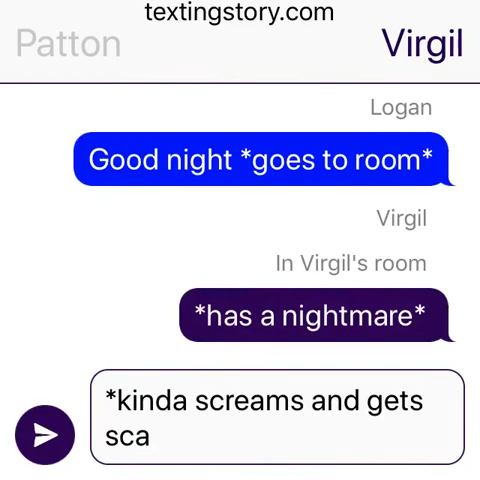 textingstory.com
Patton
Virgil
Logan
Good night *goes to room*
Virgil
In Virgil's room
*has a nightmare*
*kinda screams and gets
sca